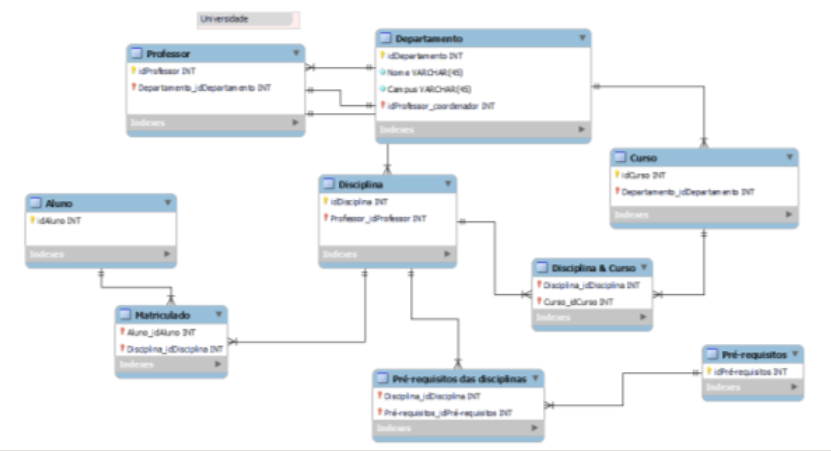 Universidade
Professor
idProfessor INT
Departamento_idDepartamento INT
Indexes
Departamento
idDepartamento INT
Nome VARCHAR(45)
Campus VARCHAR(45)
idProfessor_coordenador INT
Indexes
Curso
idCurso INT
Departamento_idDepartamento INT
Indexes
Disciplina
idDisciplina INT
Professor_idProfessor INT
Indexes
Aluno
idAluno INT
Indexes
Disciplina & Curso
Disciplina_idDisciplina INT
Curso_idCurso INT
Indexes
Matriculado
Aluno_idAluno INT
Disciplina_idDisciplina INT
Indexes
Pré-requisitos das disciplinas
Disciplina_idDisciplina INT
Pré-requisitos_idPré-requisitos INT
Indexes
Pré-requisitos
idPré-requisitos INT
Indexes